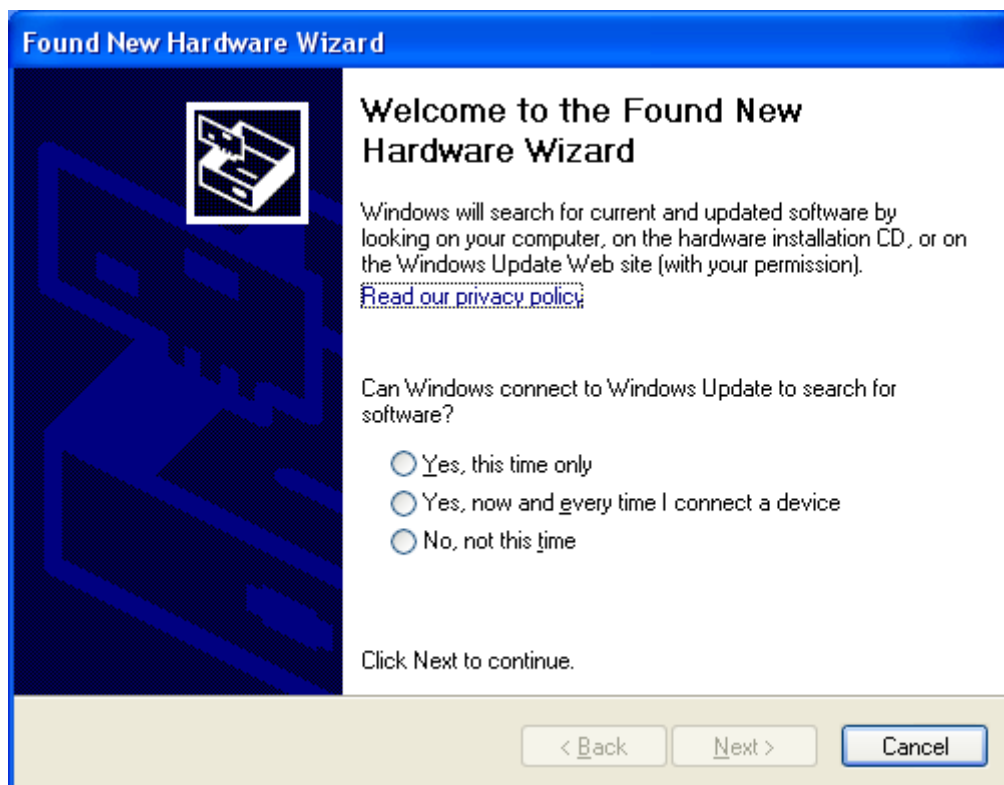 Found New Hardware Wizard
Welcome to the Found New
Hardware Wizard
Windows will search for current and updated software by
looking on your computer, on the hardware installation CD, or on
the Windows Update Web site (with your permission).
Read our privacy policy
Can Windows connect to Windows Update to search for
software?
Yes, this time only
Yes, now and every time I connect a device
No, not this time
Click Next to continue.
< Back
Next >
Cancel